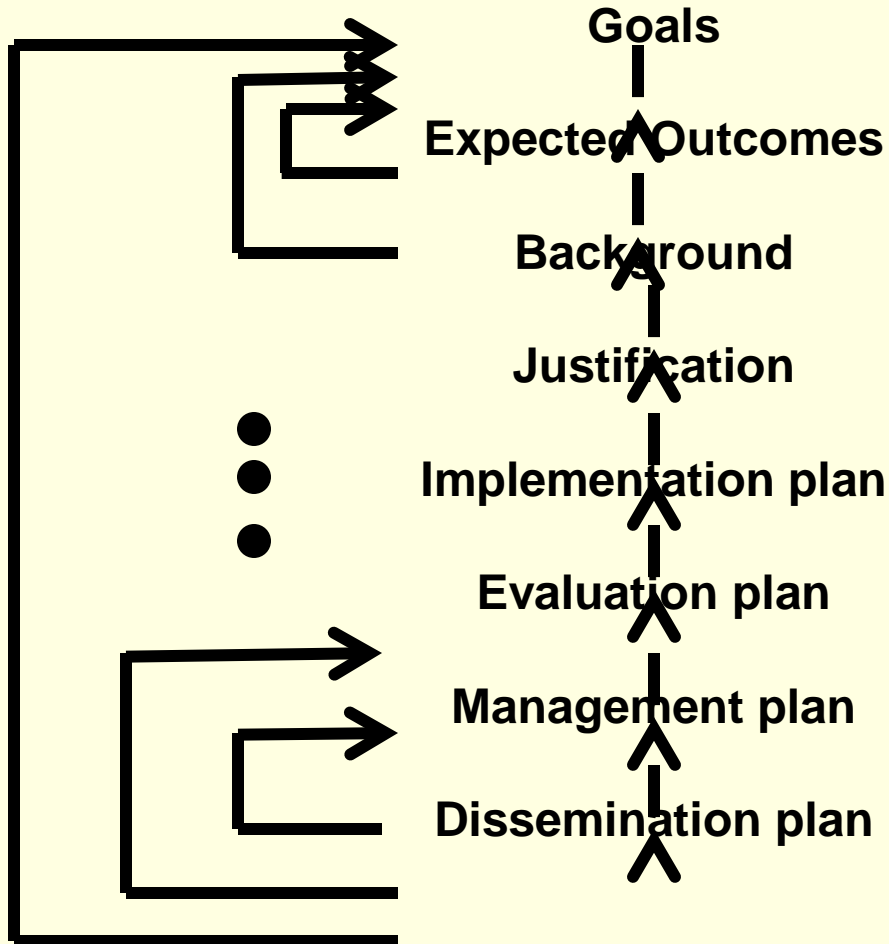 Goals
Expected Outcomes
Background
Justification
Implementation plan
Evaluation plan
Management plan
Dissemination plan